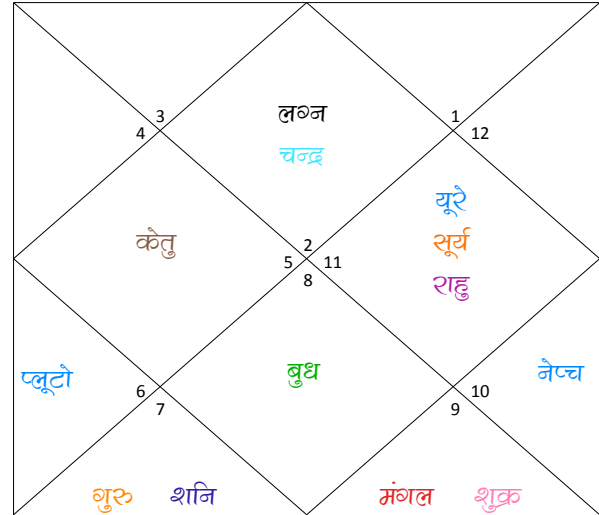 लग्न
3 1
4 12
चन्द्र
यूरे
केतु सूर्य
2
5 11
राहु
8
प्लूटो बुध नेप्च
6 10
7 9
गुरु शनि मंगल शुक्र